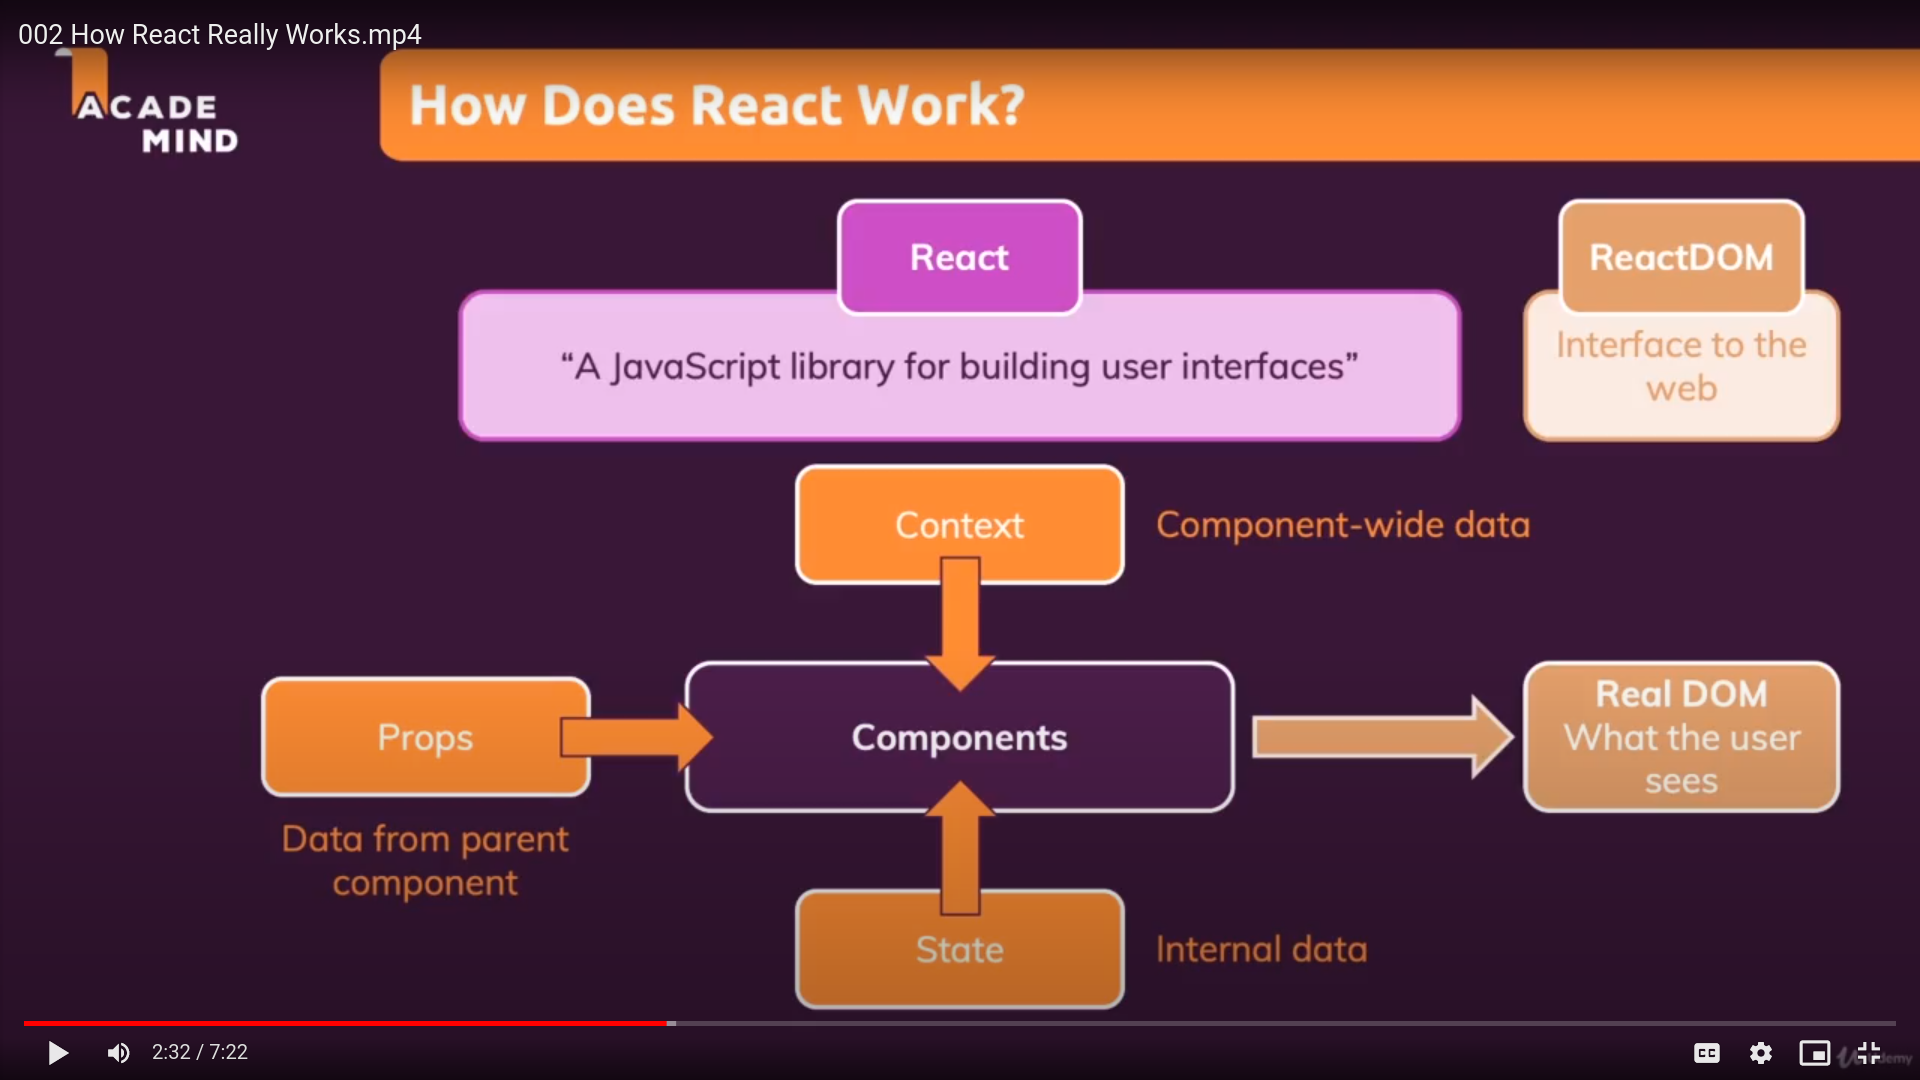 002 How React Really Works.mp4
ACADE
MIND
How Does React Work?
React
“A JavaScript library for building user interfaces”
ReactDOM
Interface to the
web
Context
Component-wide data
Props
Data from parent
component
Components
Real DOM
What the user
sees
State
Internal data
2:32 / 7:22
CC